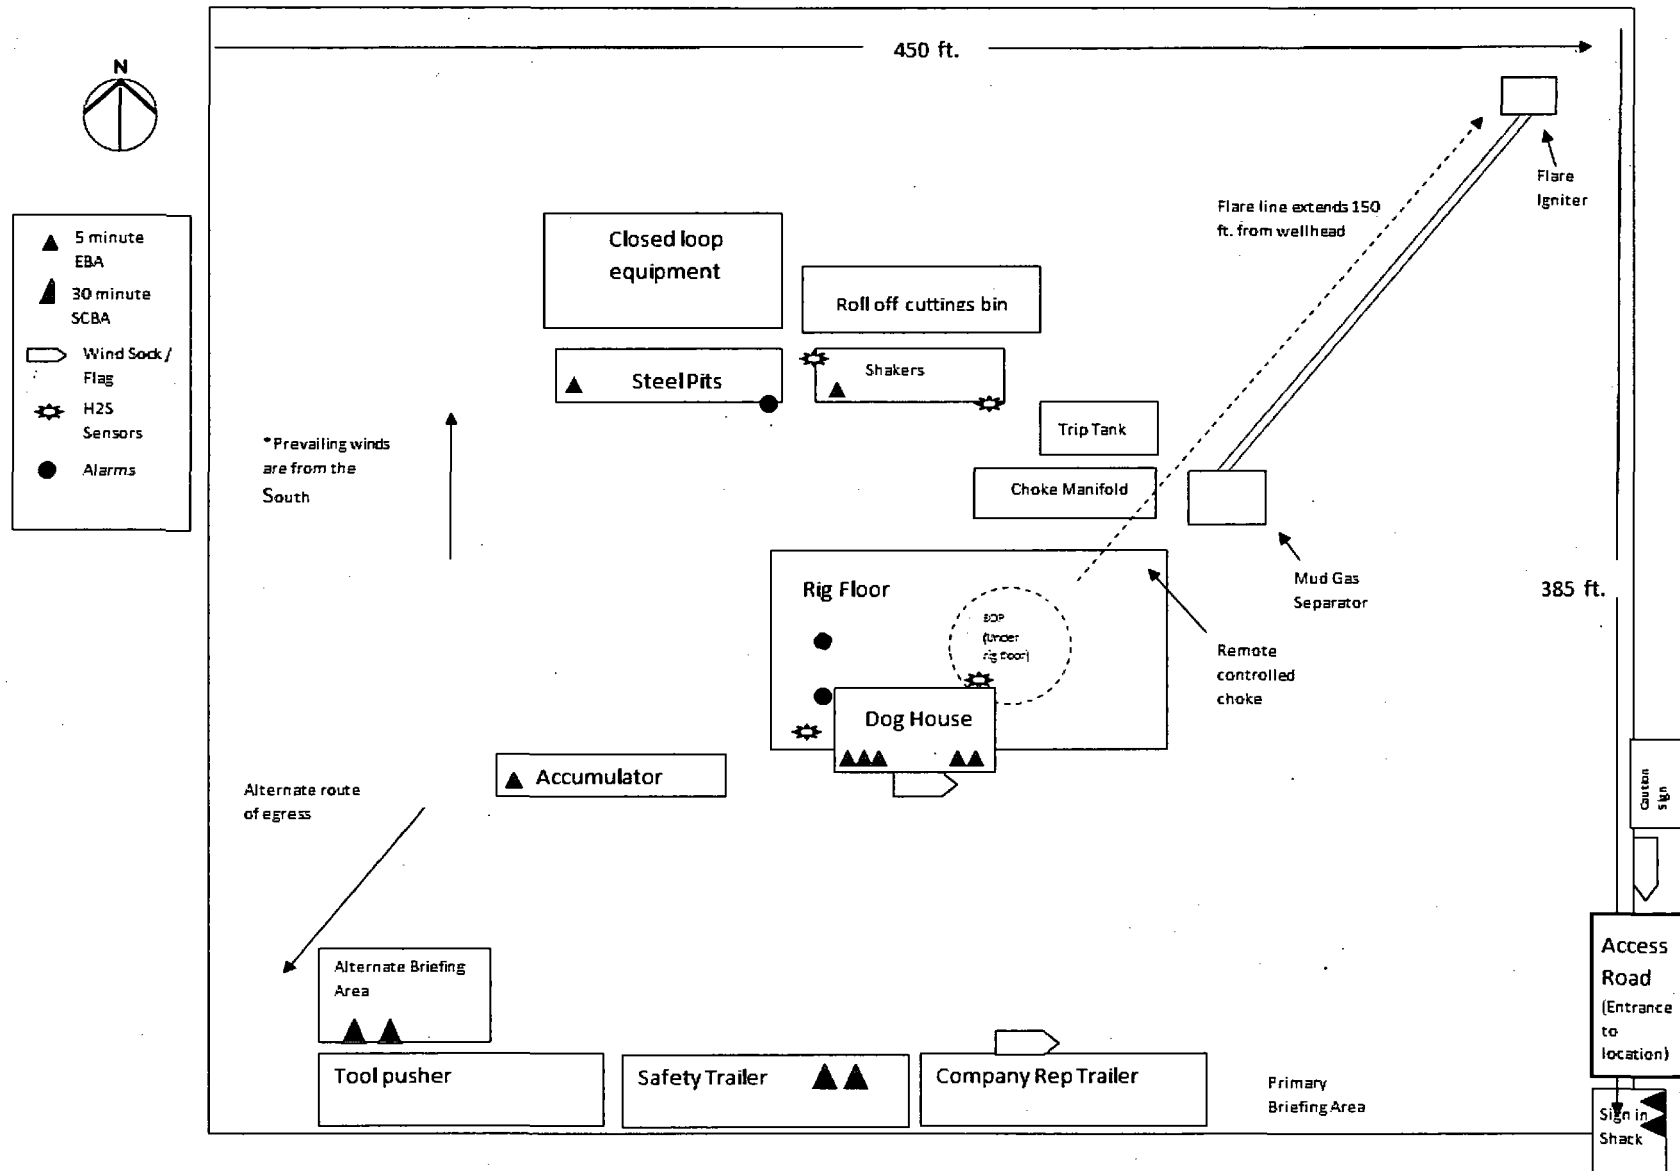 450 ft.
N
Flare
Igniter
5 minute
EBA
30 minute
SCBA
Wind Sock /
Flag
H2S
Sensors
Alarms
Flare line extends 150
ft. from wellhead
Closed loop
equipment
Roll off cuttings bin
Steel Pits
Shakers
Trip Tank
Choke Manifold
*Prevailing winds
are from the
South
Mud Gas
Separator
385 ft.
Rig Floor
BOP
(Under
rig floor)
Remote
controlled
choke
Dog House
Accumulator
Alternate route
of egress
Caution
sign
Access
Road
(Entrance
to
location)
Alternate Briefing
Area
Tool pusher
Safety Trailer
Company Rep Trailer
Primary
Briefing Area
Sign in
Shack